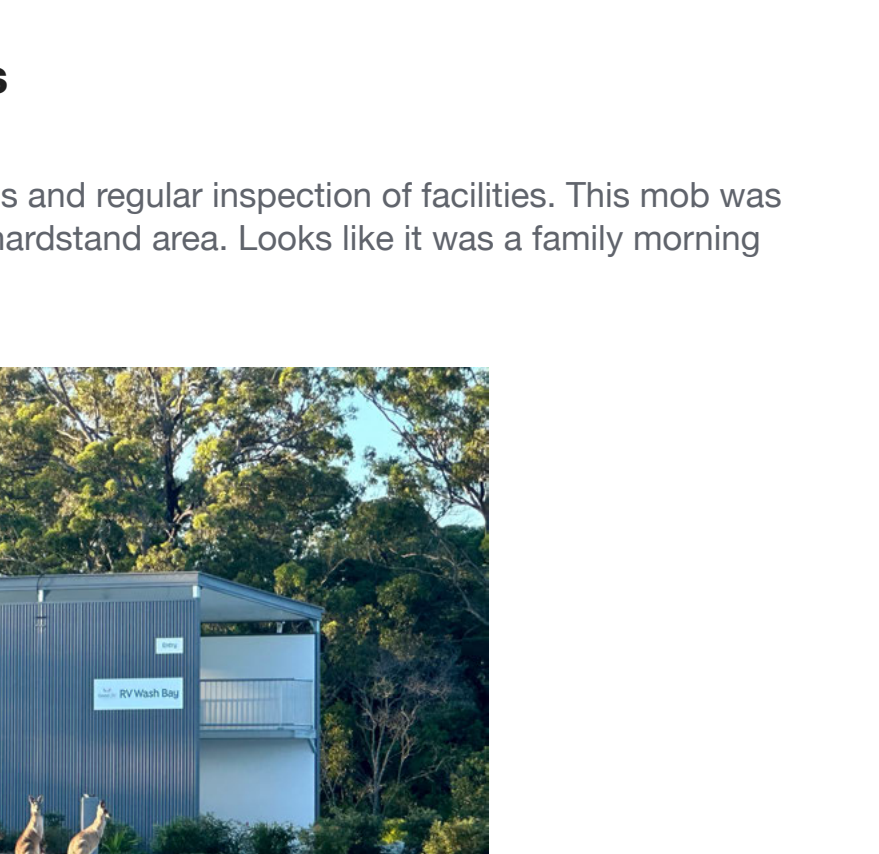 s
s and regular inspection of facilities. This mob was
hardstand area. Looks like it was a family morning
Entry
RV Wash Bay